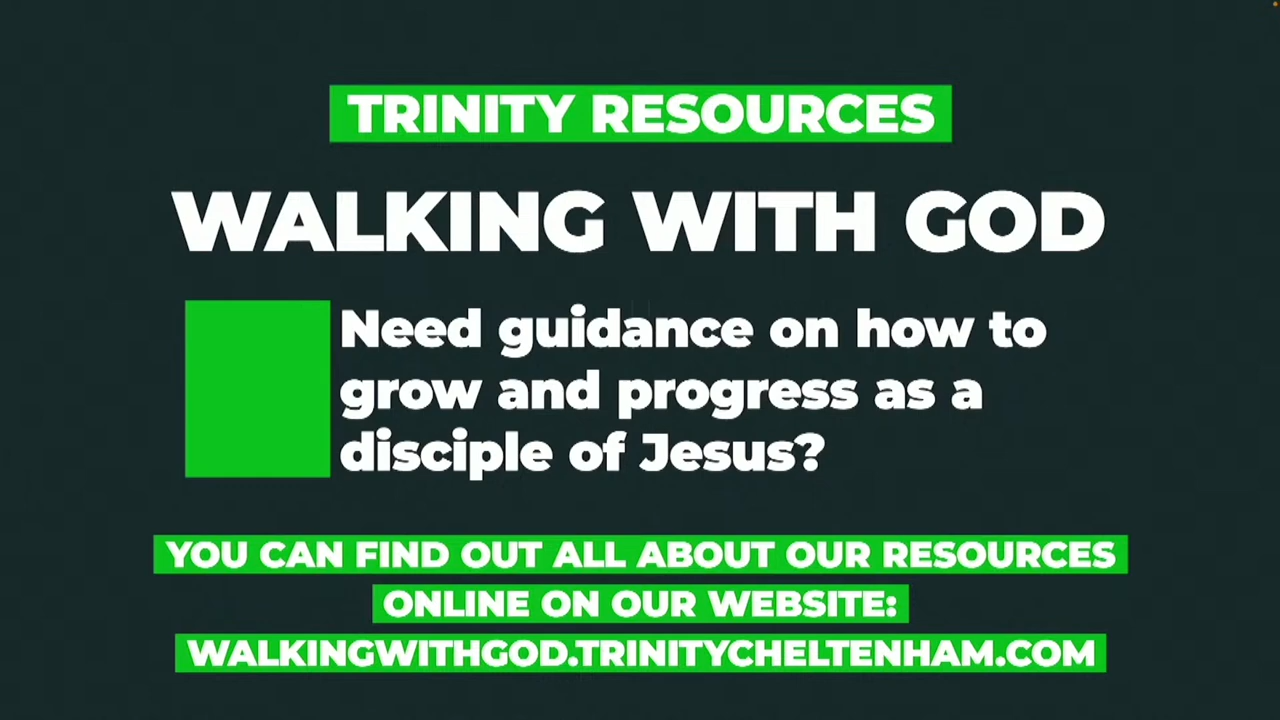 TRINITY RESOURCES
WALKING WITH GOD
Need guidance on how to
grow and progress as a
disciple of Jesus?
YOU CAN FIND OUT ALL ABOUT OUR RESOURCES
ONLINE ON OUR WEBSITE:
WALKINGWITHGOD.TRINITYCHELTENHAM.COM